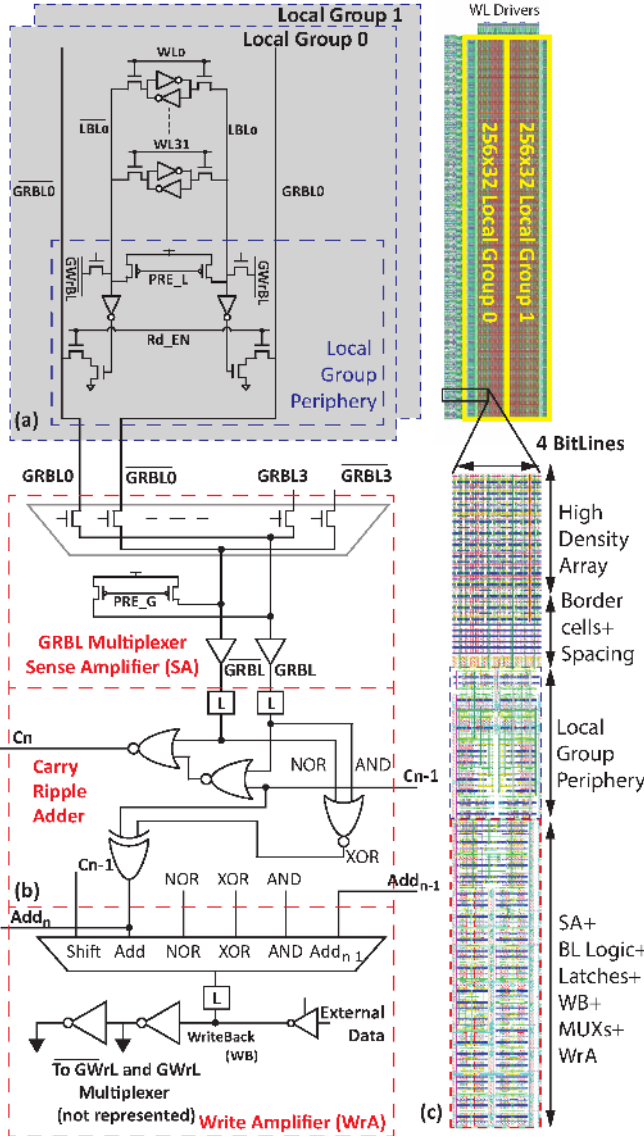 Local Group 1
Local Group 0
WL0
LBL0
LBL0
WL31
GRBL0
GRBL0
GWrBL
GWrBL
PRE_L
Rd_EN
Local
Group
Periphery
(a)
GRBL0
GRBL0
GRBL3
GRBL3
PRE_G
GRBL Multiplexer
Sense Amplifier (SA)
GRBL
GRBL
L
L
Cn
Carry
Ripple
Adder
NOR
AND
Cn-1
XOR
Cn-1
(b)
Addn
NOR
XOR
AND
Addn-1
Shift
Add
NOR
XOR
AND
Addn-1
L
WriteBack
(WB)
External
Data
To GWrL and GWrL
Multiplexer
(not represented)
Write Amplifier (WrA)
WL Drivers
256x32 Local Group 0
256x32 Local Group 1
4 BitLines
High
Density
Array
Border
cells+
Spacing
Local
Group
Periphery
SA+
BL Logic+
Latches+
WB+
MUXs+
WrA
(c)